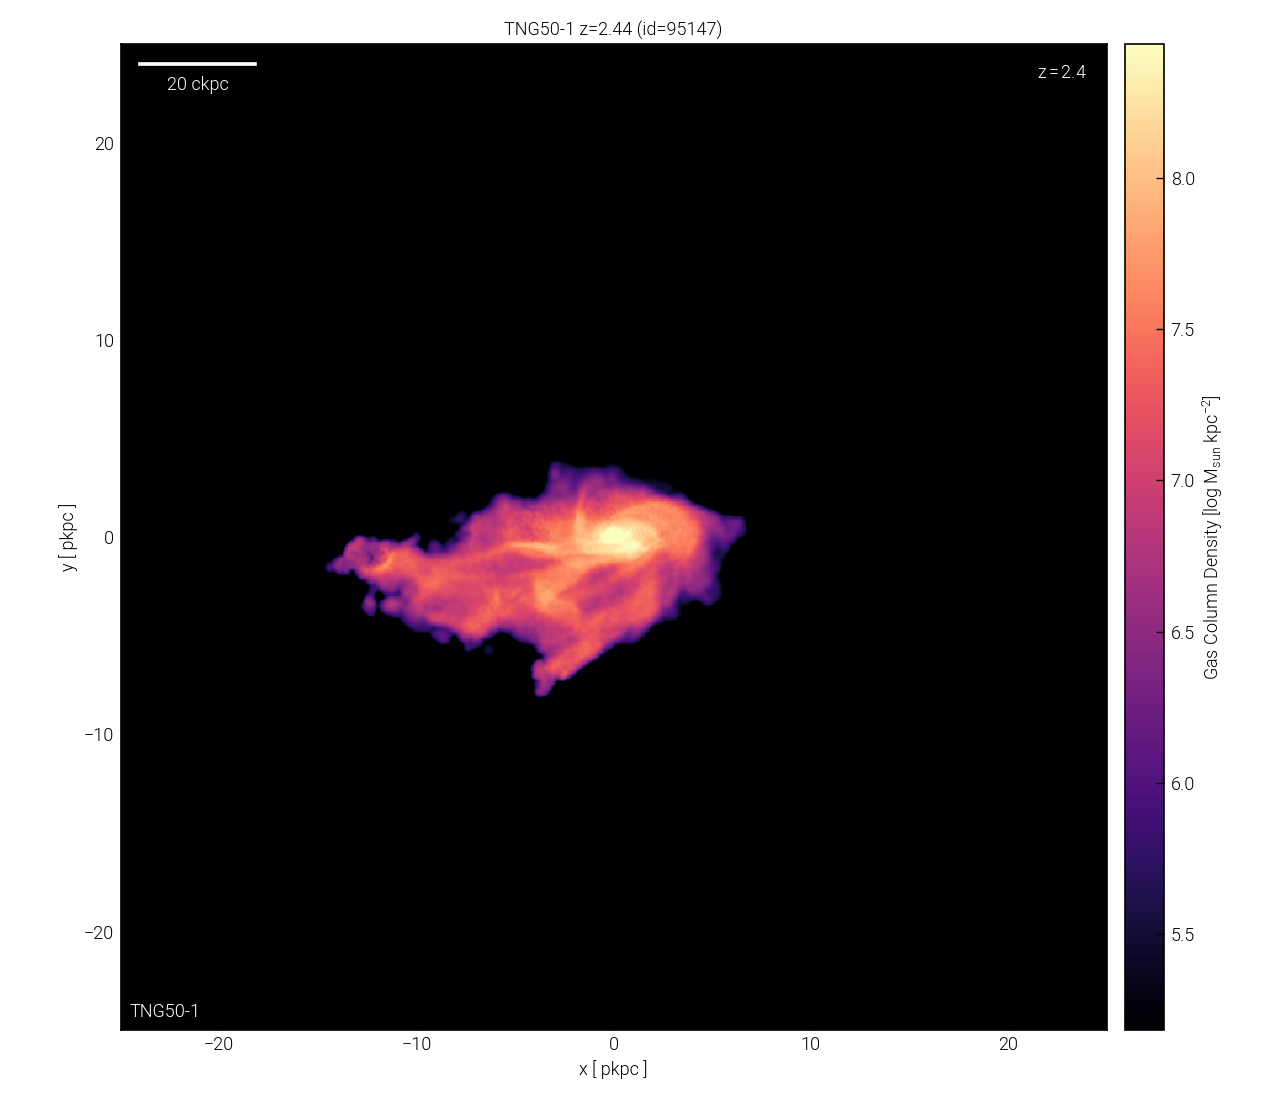 TNG50-1 z=2.44 (id=95147)
20 ckpc
z=2.4
20
10
0
−10
−20
y [ pkpc ]
TNG50-1
−20
−10
0
10
20
x [ pkpc ]
8.0
7.5
7.0
6.5
6.0
5.5
Gas Column Density [log M_sun kpc^−2]